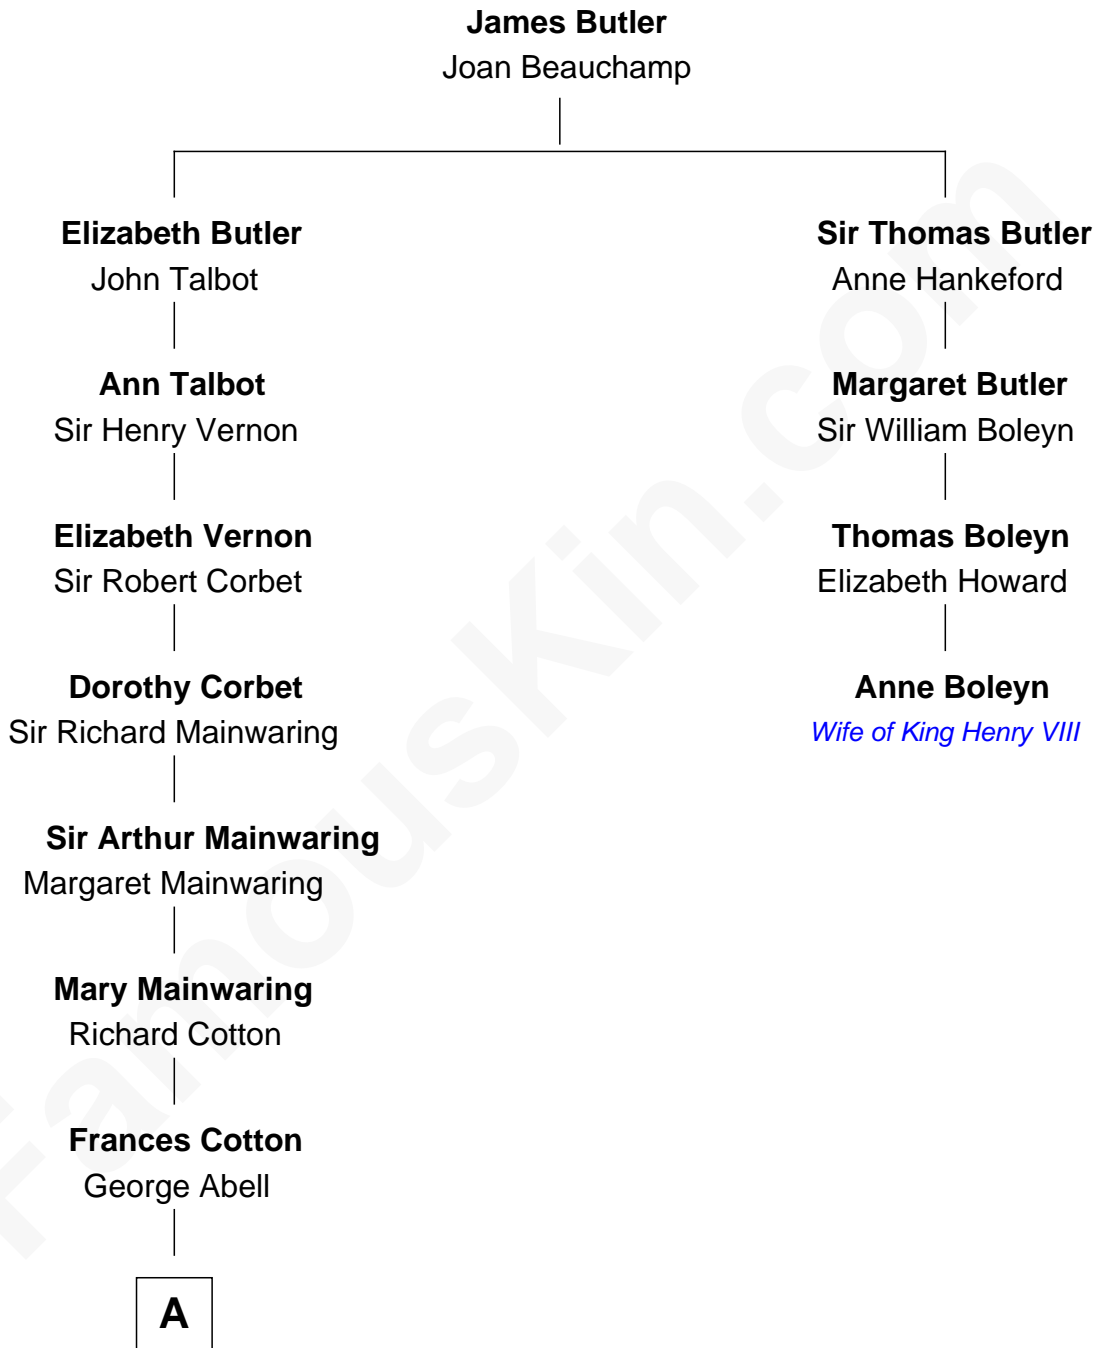 James Butler
Joan Beauchamp
Elizabeth Butler
John Talbot
Sir Thomas Butler
Anne Hankeford
Ann Talbot
Sir Henry Vernon
Margaret Butler
Sir William Boleyn
Elizabeth Vernon
Sir Robert Corbet
Thomas Boleyn
Elizabeth Howard
Dorothy Corbet
Sir Richard Mainwaring
Anne Boleyn
Wife of King Henry VIII
Sir Arthur Mainwaring
Margaret Mainwaring
Mary Mainwaring
Richard Cotton
Frances Cotton
George Abell
A
FamousKin.com